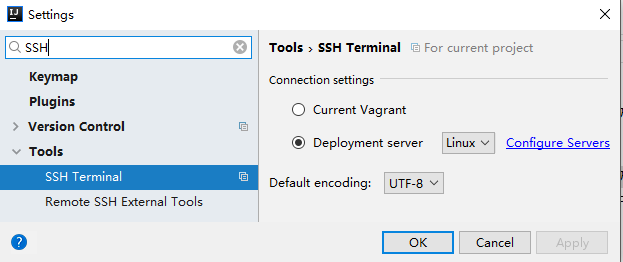 Settings
SSH
Keymap
Plugins
Version Control
Tools
SSH Terminal
Remote SSH External Tools
Tools › SSH Terminal For current project
Connection settings
Current Vagrant
Deployment server Linux Configure Servers
Default encoding: UTF-8
? OK Cancel Apply